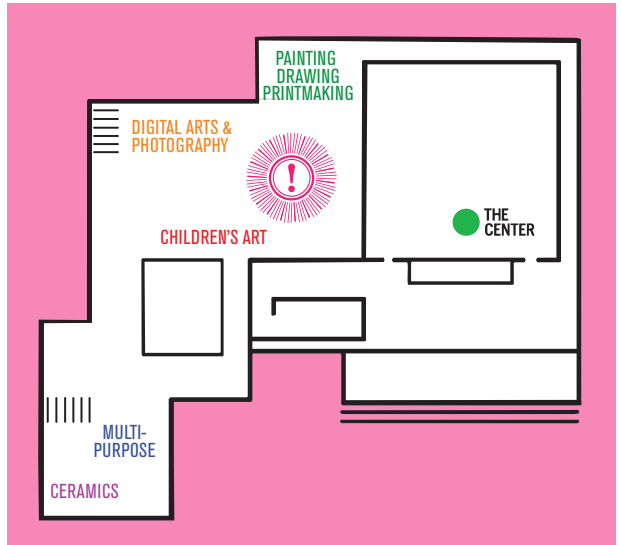 PAINTING
DRAWING
PRINTMAKING
DIGITAL ARTS &
PHOTOGRAPHY
!
CHILDREN'S ART
THE
CENTER
MULTI-
PURPOSE
CERAMICS